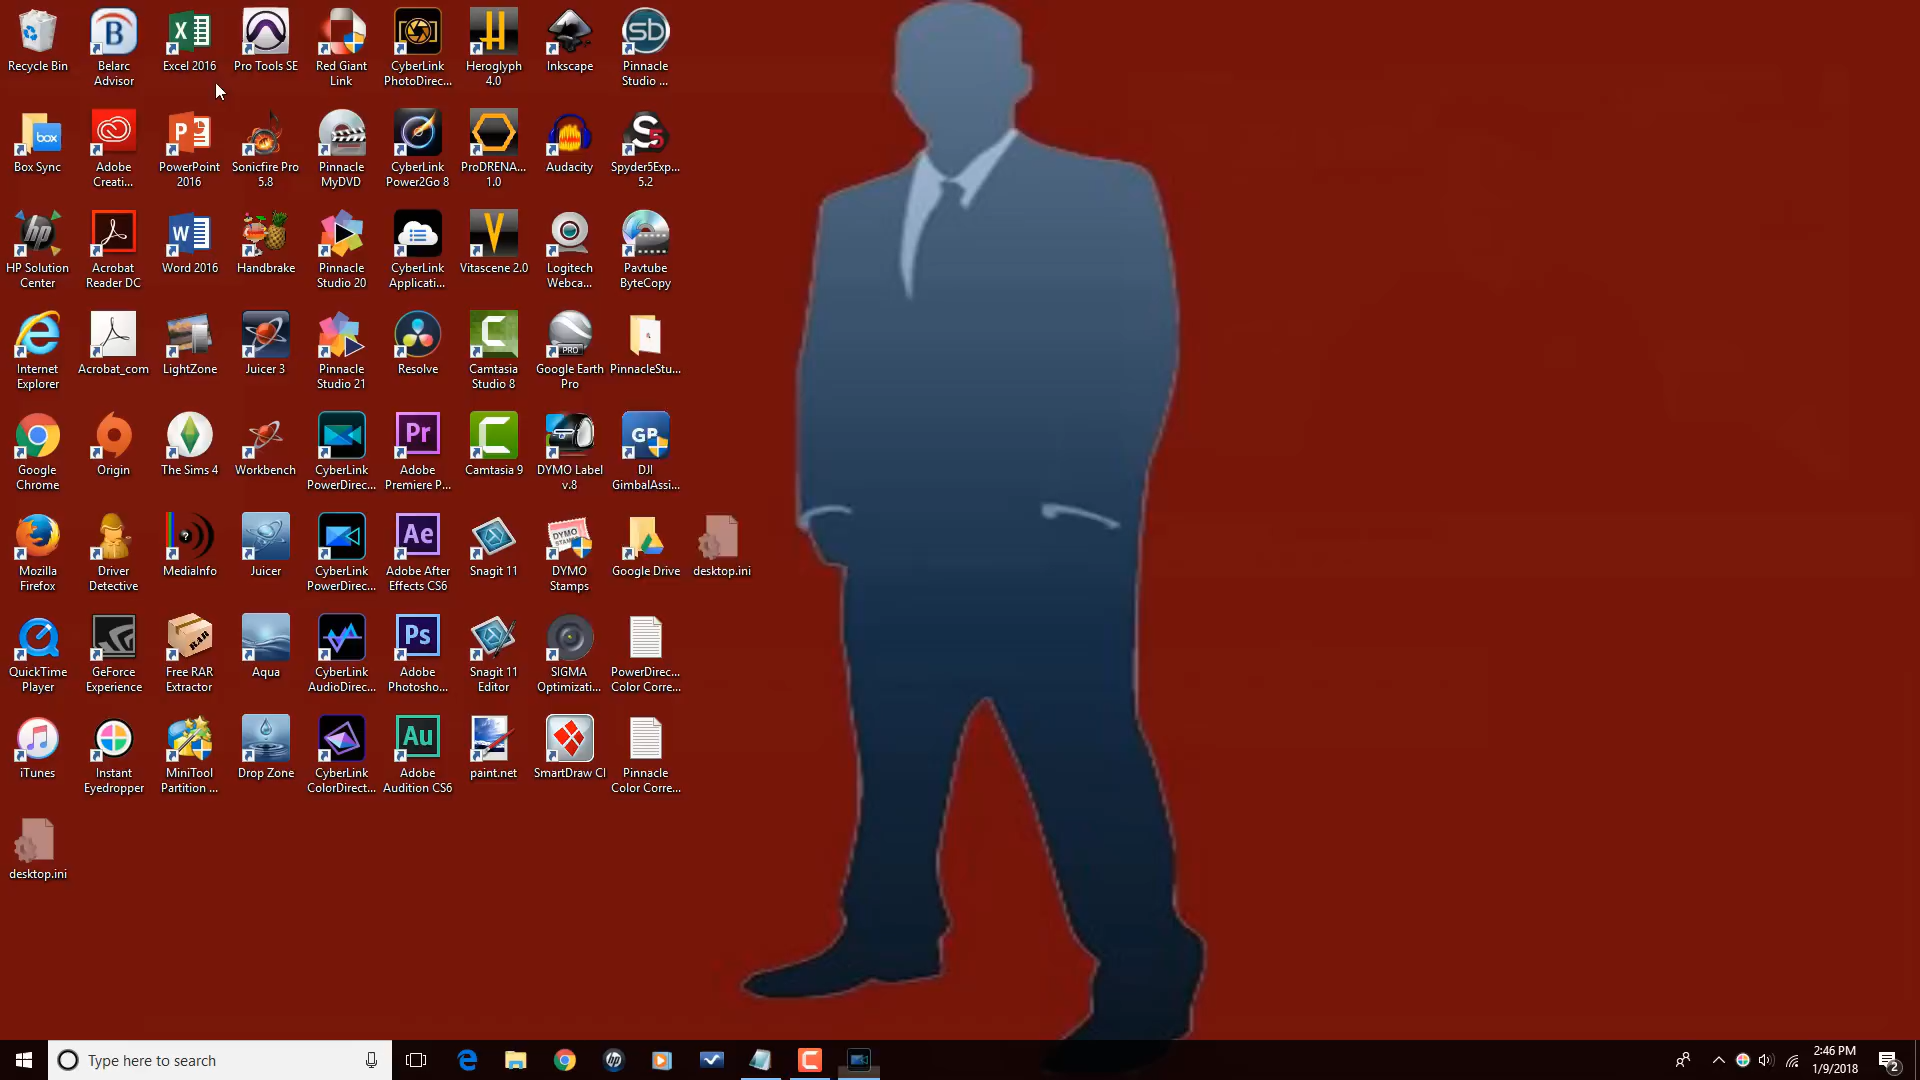 Recycle Bin
Belarc
Advisor
Excel 2016
Pro Tools SE
Red Giant
Link
CyberLink
PhotoDirec...
Heroglyph
4.0
Inkscape
Pinnacle
Studio ...
Box Sync
Adobe
Creati...
PowerPoint
2016
Sonicfire Pro
5.8
Pinnacle
MyDVD
CyberLink
Power2Go 8
ProDRENA...
1.0
Audacity
Spyder5Exp...
5.2
HP Solution
Center
Acrobat
Reader DC
Word 2016
Handbrake
Pinnacle
Studio 20
CyberLink
Applicati...
Vitascene 2.0
Logitech
Webca...
Pavtube
ByteCopy
Internet
Explorer
Acrobat_com
LightZone
Juicer 3
Pinnacle
Studio 21
Resolve
Camtasia
Studio 8
Google Earth
Pro
PinnacleStu...
Google
Chrome
Origin
The Sims 4
Workbench
CyberLink
PowerDirec...
Adobe
Premiere P...
Camtasia 9
DYMO Label
v.8
DJI
GimbalAssi...
Mozilla
Firefox
Driver
Detective
MediaInfo
Juicer
CyberLink
PowerDirec...
Adobe After
Effects CS6
Snagit 11
DYMO
Stamps
Google Drive
desktop.ini
QuickTime
Player
GeForce
Experience
Free RAR
Extractor
Aqua
CyberLink
AudioDirec...
Adobe
Photosho...
Snagit 11
Editor
SIGMA
Optimizati...
PowerDirec...
Color Corre...
iTunes
Instant
Eyedropper
MiniTool
Partition ...
Drop Zone
CyberLink
ColorDirect...
Adobe
Audition CS6
paint.net
SmartDraw CI
Pinnacle
Color Corre...
desktop.ini
Type here to search
2:46 PM
1/9/2018
2